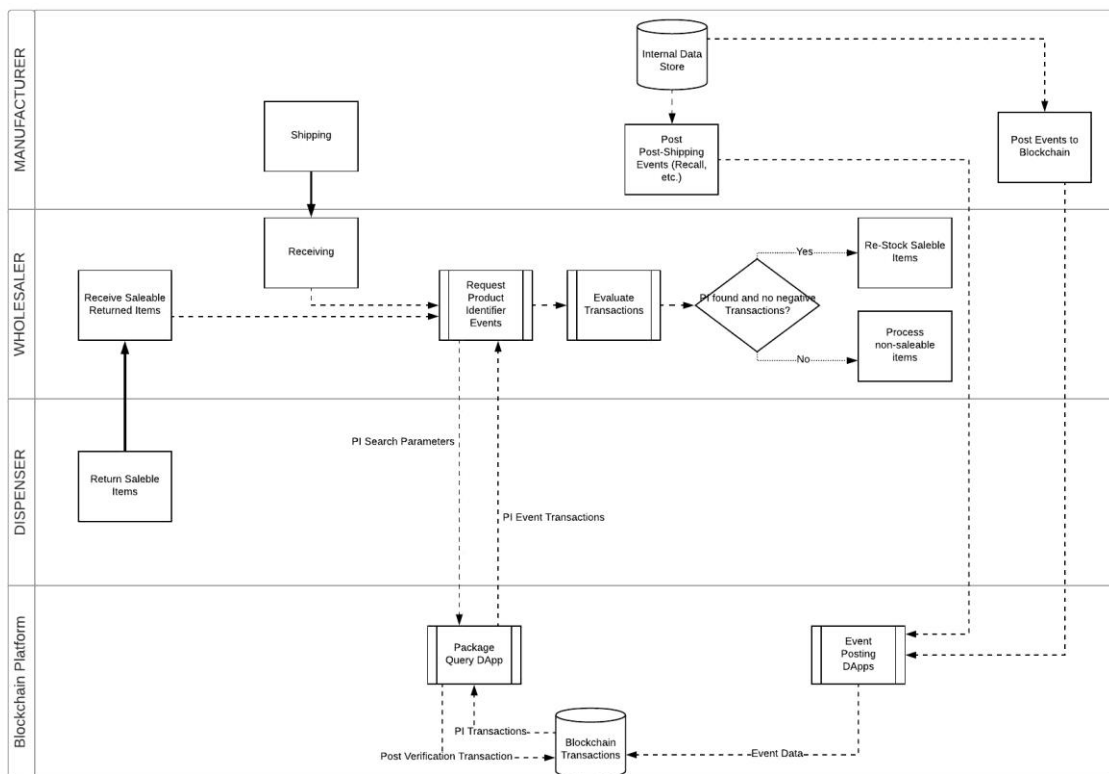 MANUFACTURER
Internal Data
Store
Shipping
Post
Post-Shipping
Events (Recall,
etc.)
Post Events to
Blockchain
WHOLESALER
Receiving
Receive Saleable
Returned Items
Request
Product
Identifier
Events
Evaluate
Transactions
PI found and no negative
Transactions?
Yes
Re-Stock Saleble
Items
No
Process
non-saleable
items
DISPENSER
Return Saleble
Items
PI Search Parameters
PI Event Transactions
Blockchain Platform
Package
Query DApp
Event
Posting
DApps
PI Transactions
Post Verification Transaction
Blockchain
Transactions
Event Data